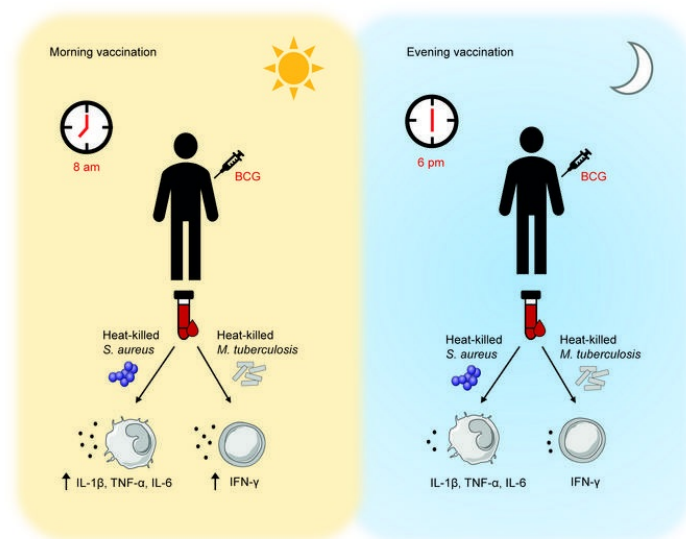 Morning vaccination
8 am
BCG
Heat-killed
S. aureus
Heat-killed
M. tuberculosis
↑ IL-1β, TNF-α, IL-6
↑ IFN-γ
Evening vaccination
6 pm
BCG
Heat-killed
S. aureus
Heat-killed
M. tuberculosis
IL-1β, TNF-α, IL-6
IFN-γ